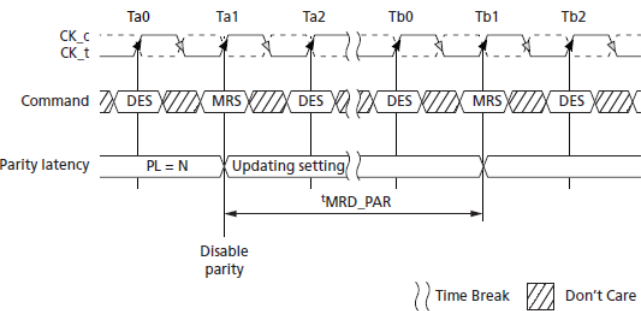 Ta0 Ta1 Ta2 Tb0 Tb1 Tb2
CK_c
CK_t
Command DES MRS DES DES MRS DES
Parity latency PL = N Updating setting
tMRD_PAR
Disable
parity
Time Break Don't Care